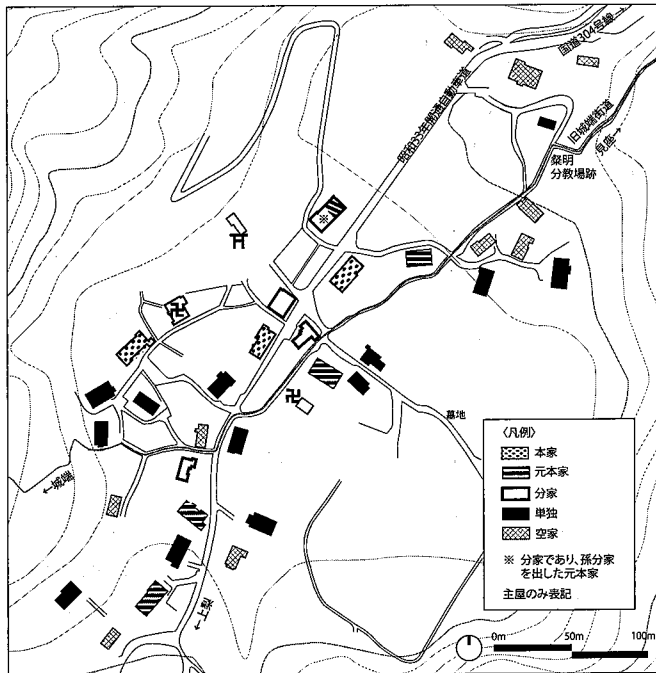 国道304号線→
昭和33年開通自動車道
旧城端街道
見座→
祭明
分教場跡
墓地
←城端
上梨→
〈凡例〉
本家
元本家
分家
単独
空家
※ 分家であり、孫分家
を出した元本家
主屋のみ表記
0m 50m 100m
※